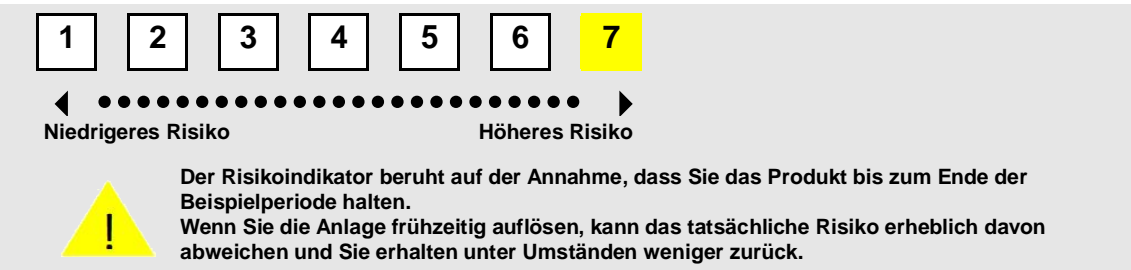 1 2 3 4 5 6 7
Niedrigeres Risiko Höheres Risiko
Der Risikoindikator beruht auf der Annahme, dass Sie das Produkt bis zum Ende der
Beispielperiode halten.
Wenn Sie die Anlage frühzeitig auflösen, kann das tatsächliche Risiko erheblich davon
abweichen und Sie erhalten unter Umständen weniger zurück.
!